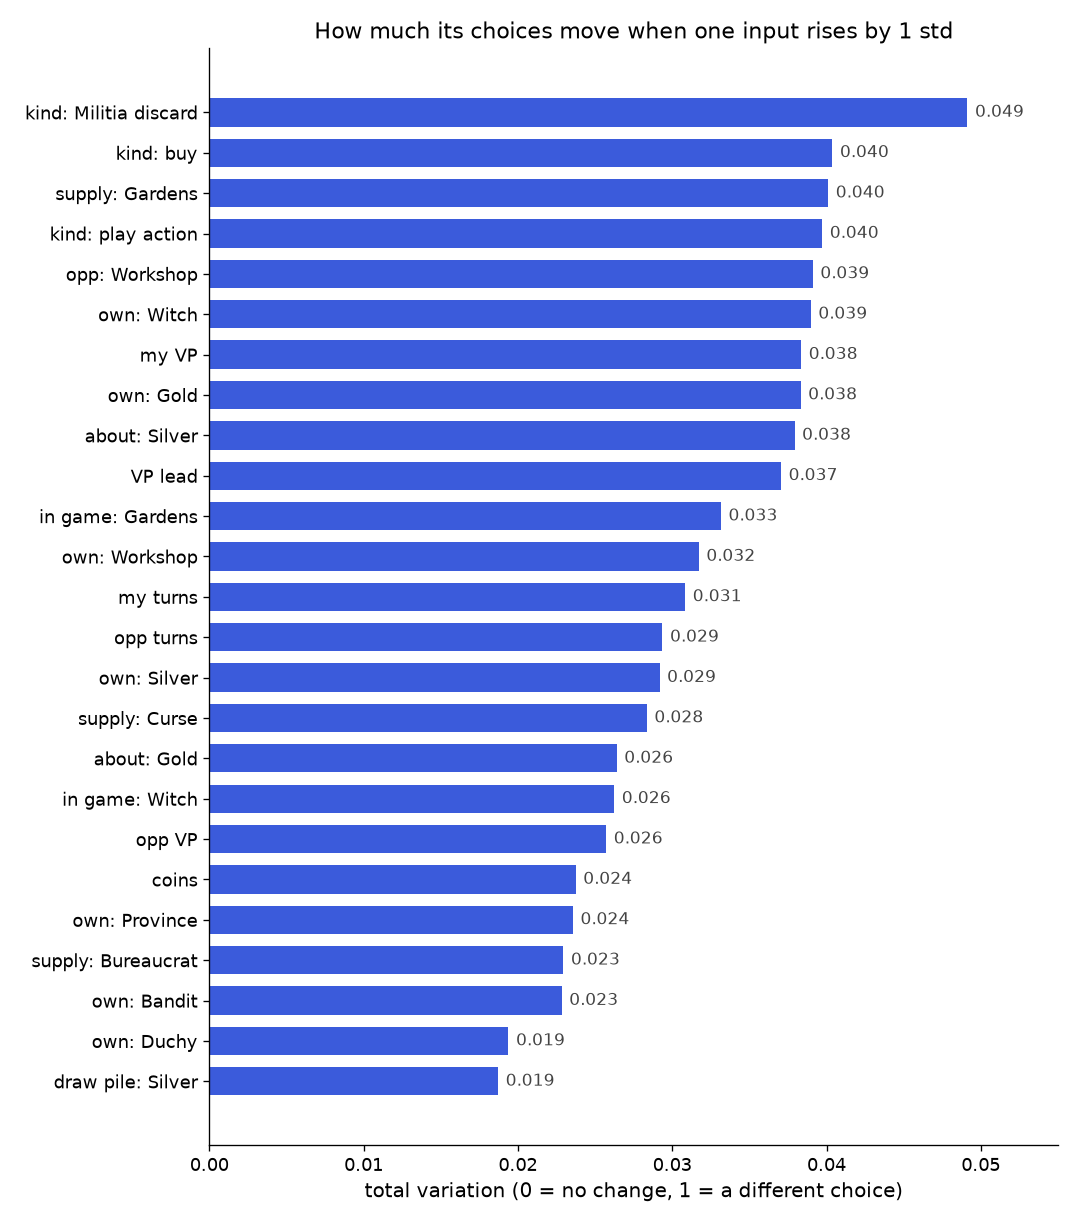 How much its choices move when one input rises by 1 std
kind: Militia discard 0.049
kind: buy 0.040
supply: Gardens 0.040
kind: play action 0.040
opp: Workshop 0.039
own: Witch 0.039
my VP 0.038
own: Gold 0.038
about: Silver 0.038
VP lead 0.037
in game: Gardens 0.033
own: Workshop 0.032
my turns 0.031
opp turns 0.029
own: Silver 0.029
supply: Curse 0.028
about: Gold 0.026
in game: Witch 0.026
opp VP 0.026
coins 0.024
own: Province 0.024
supply: Bureaucrat 0.023
own: Bandit 0.023
own: Duchy 0.019
draw pile: Silver 0.019
0.00 0.01 0.02 0.03 0.04 0.05
total variation (0 = no change, 1 = a different choice)